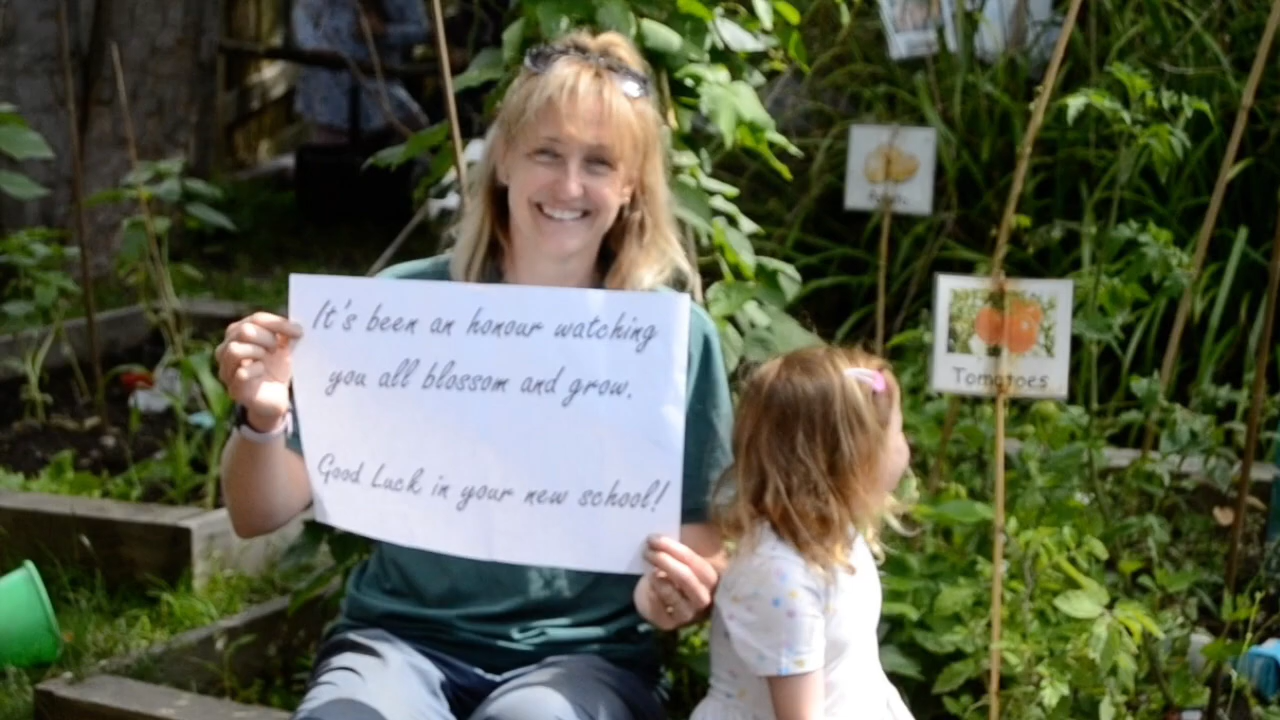 It's been an honour watching
you all blossom and grow.
Good Luck in your new school!
Tomatoes